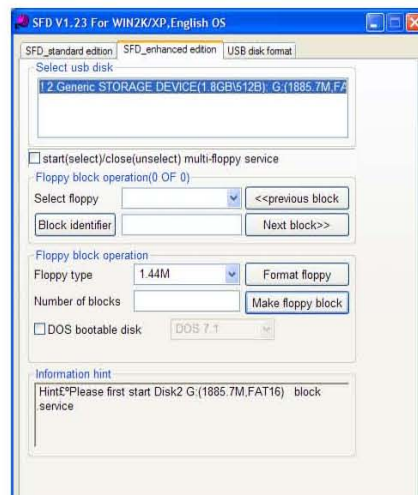 SFD V1.23 For WIN2K/XP,English OS
SFD_standard edition SFD_enhanced edition USB disk format
Select usb disk
! 2 Generic STORAGE DEVICE(1.8GB\512B): G:(1885.7M,FA
start(select)/close(unselect) multi-floppy service
Floppy block operation(0 OF 0)
Select floppy <<previous block
Block identifier Next block>>
Floppy block operation
Floppy type 1.44M Format floppy
Number of blocks Make floppy block
DOS bootable disk DOS 7.1
Information hint
Hint£ºPlease first start Disk2 G:(1885.7M,FAT16) block
service